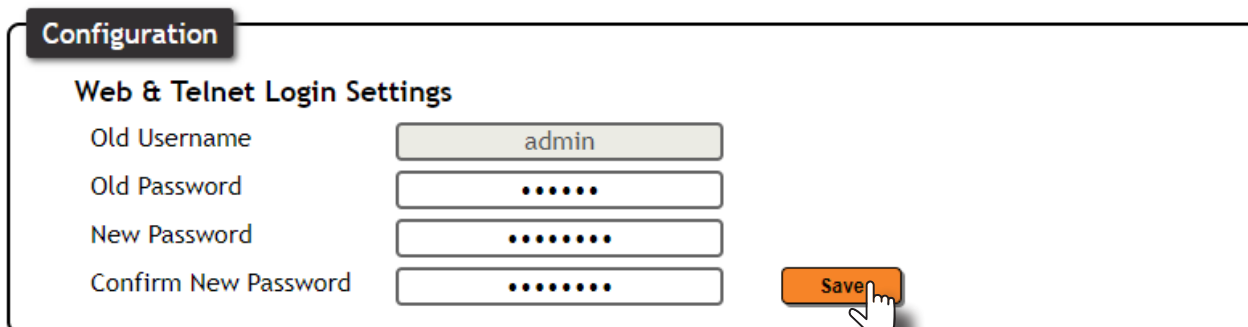 Configuration
Web & Telnet Login Settings
Old Username admin
Old Password ••••••
New Password ••••••••
Confirm New Password •••••••• Save